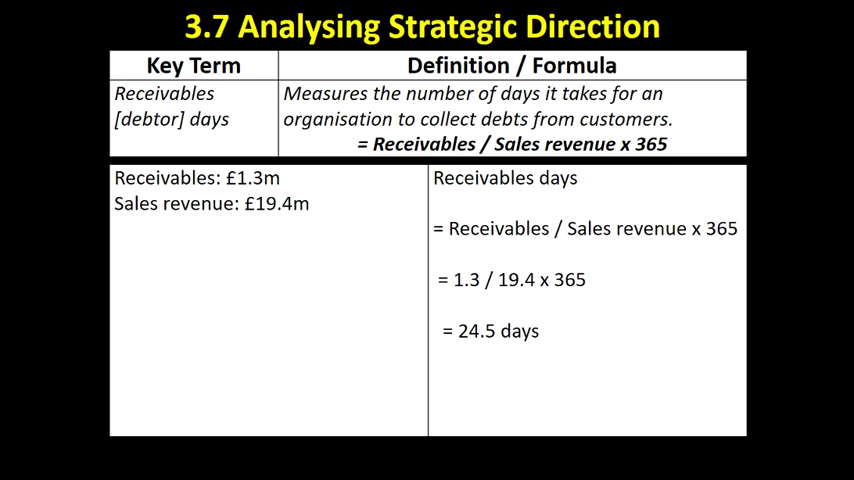 3.7 Analysing Strategic Direction
Key Term
Definition / Formula
Receivables
[debtor] days
Measures the number of days it takes for an
organisation to collect debts from customers.
= Receivables / Sales revenue x 365
Receivables: £1.3m
Sales revenue: £19.4m
Receivables days
= Receivables / Sales revenue x 365
= 1.3 / 19.4 x 365
= 24.5 days